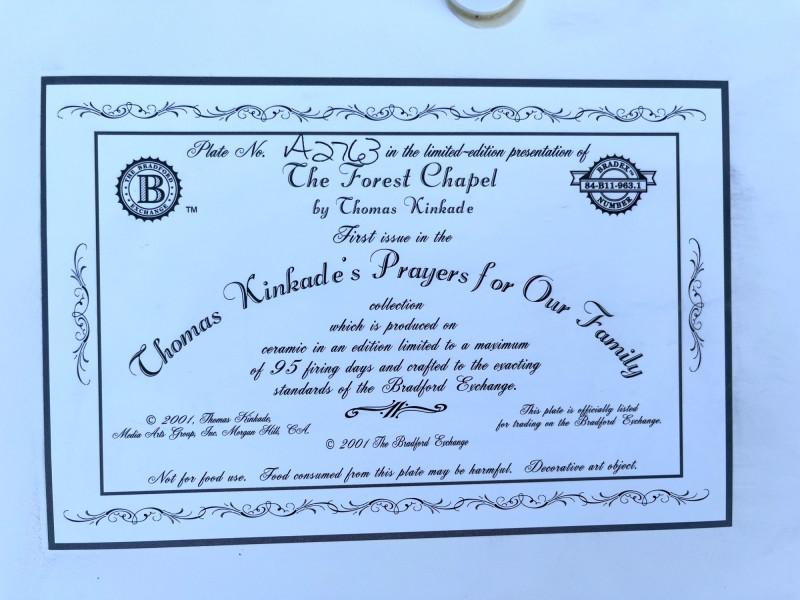 Plate No. A2763 in the limited-edition presentation of
The Forest Chapel
by Thomas Kinkade
First issue in the
Thomas Kinkade's Prayers for Our Family
collection
which is produced on
ceramic in an edition limited to a maximum
of 95 firing days and crafted to the exacting
standards of the Bradford Exchange.
THE BRADFORD
B
EXCHANGE
TM
BRADEX
84-B11-963.1
NUMBER
© 2001, Thomas Kinkade,
Media Arts Group, Inc. Morgan Hill, CA.
© 2001 The Bradford Exchange
This plate is officially listed
for trading on the Bradford Exchange.
Not for food use. Food consumed from this plate may be harmful. Decorative art object.